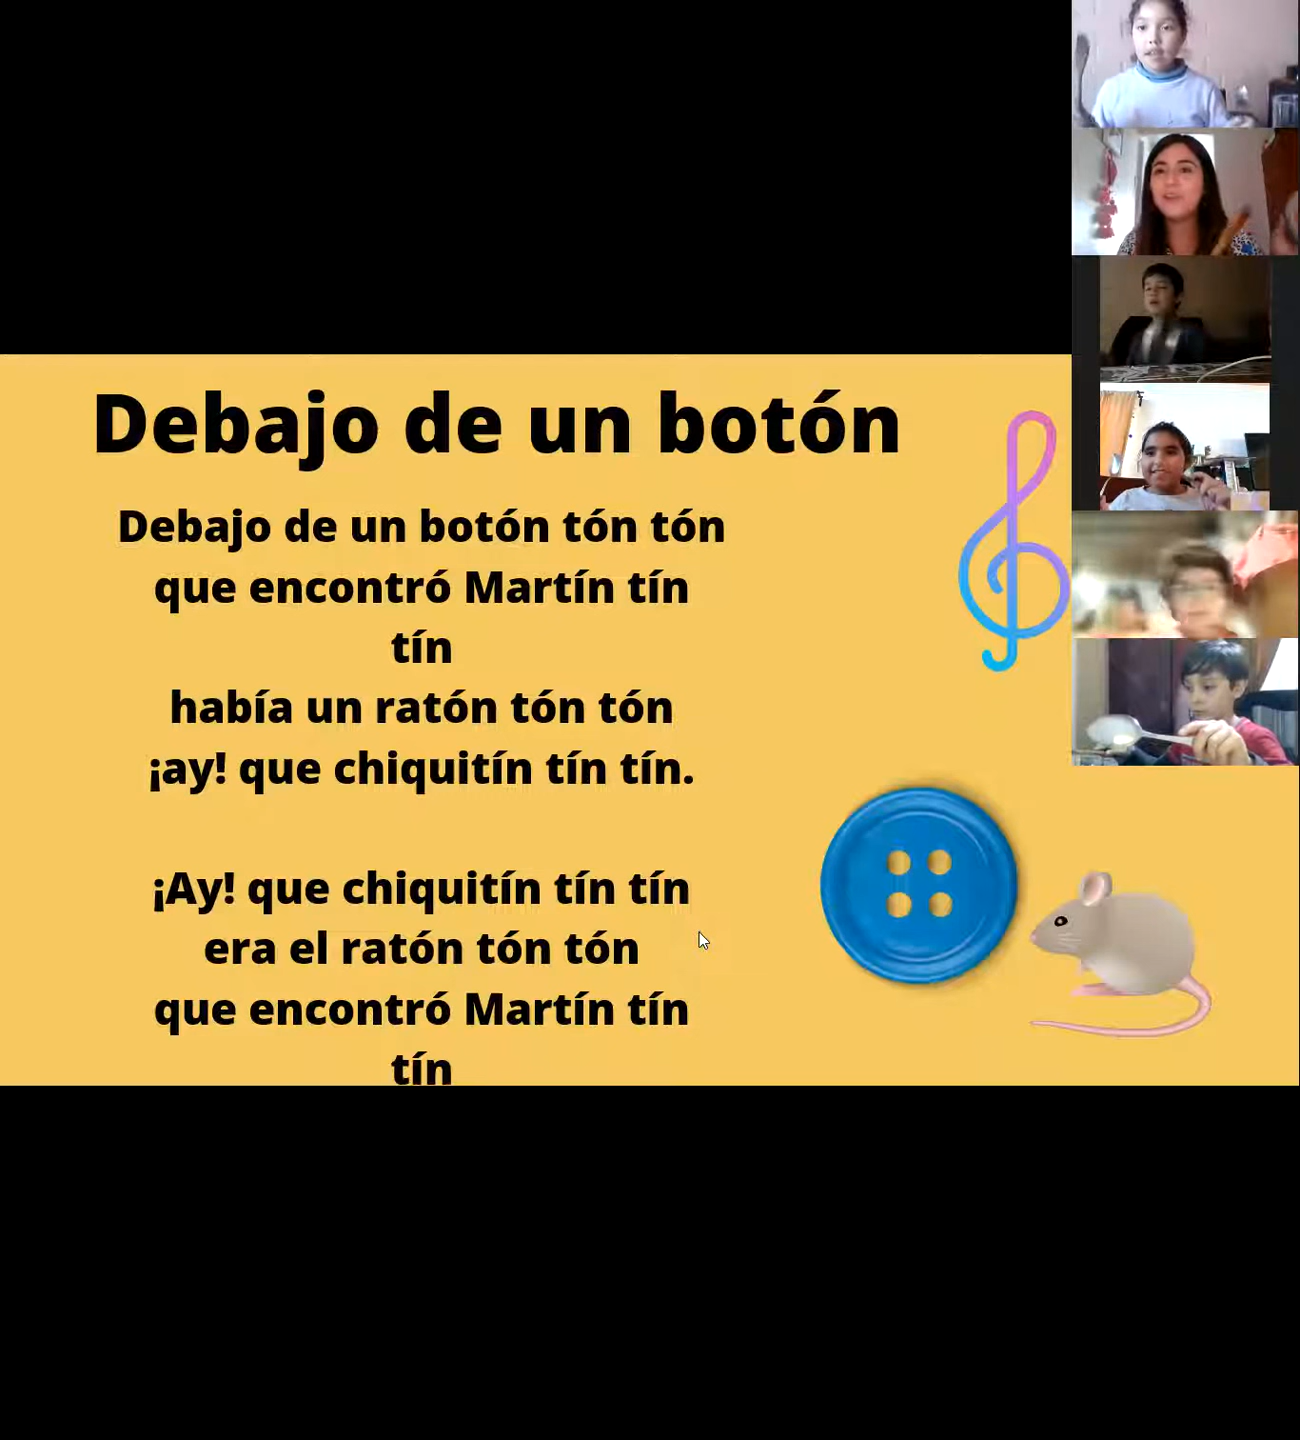 Debajo de un botón
Debajo de un botón tón tón
que encontró Martín tín
tín
había un ratón tón tón
¡ay! que chiquitín tín tín.
¡Ay! que chiquitín tín tín
era el ratón tón tón
que encontró Martín tín
tín